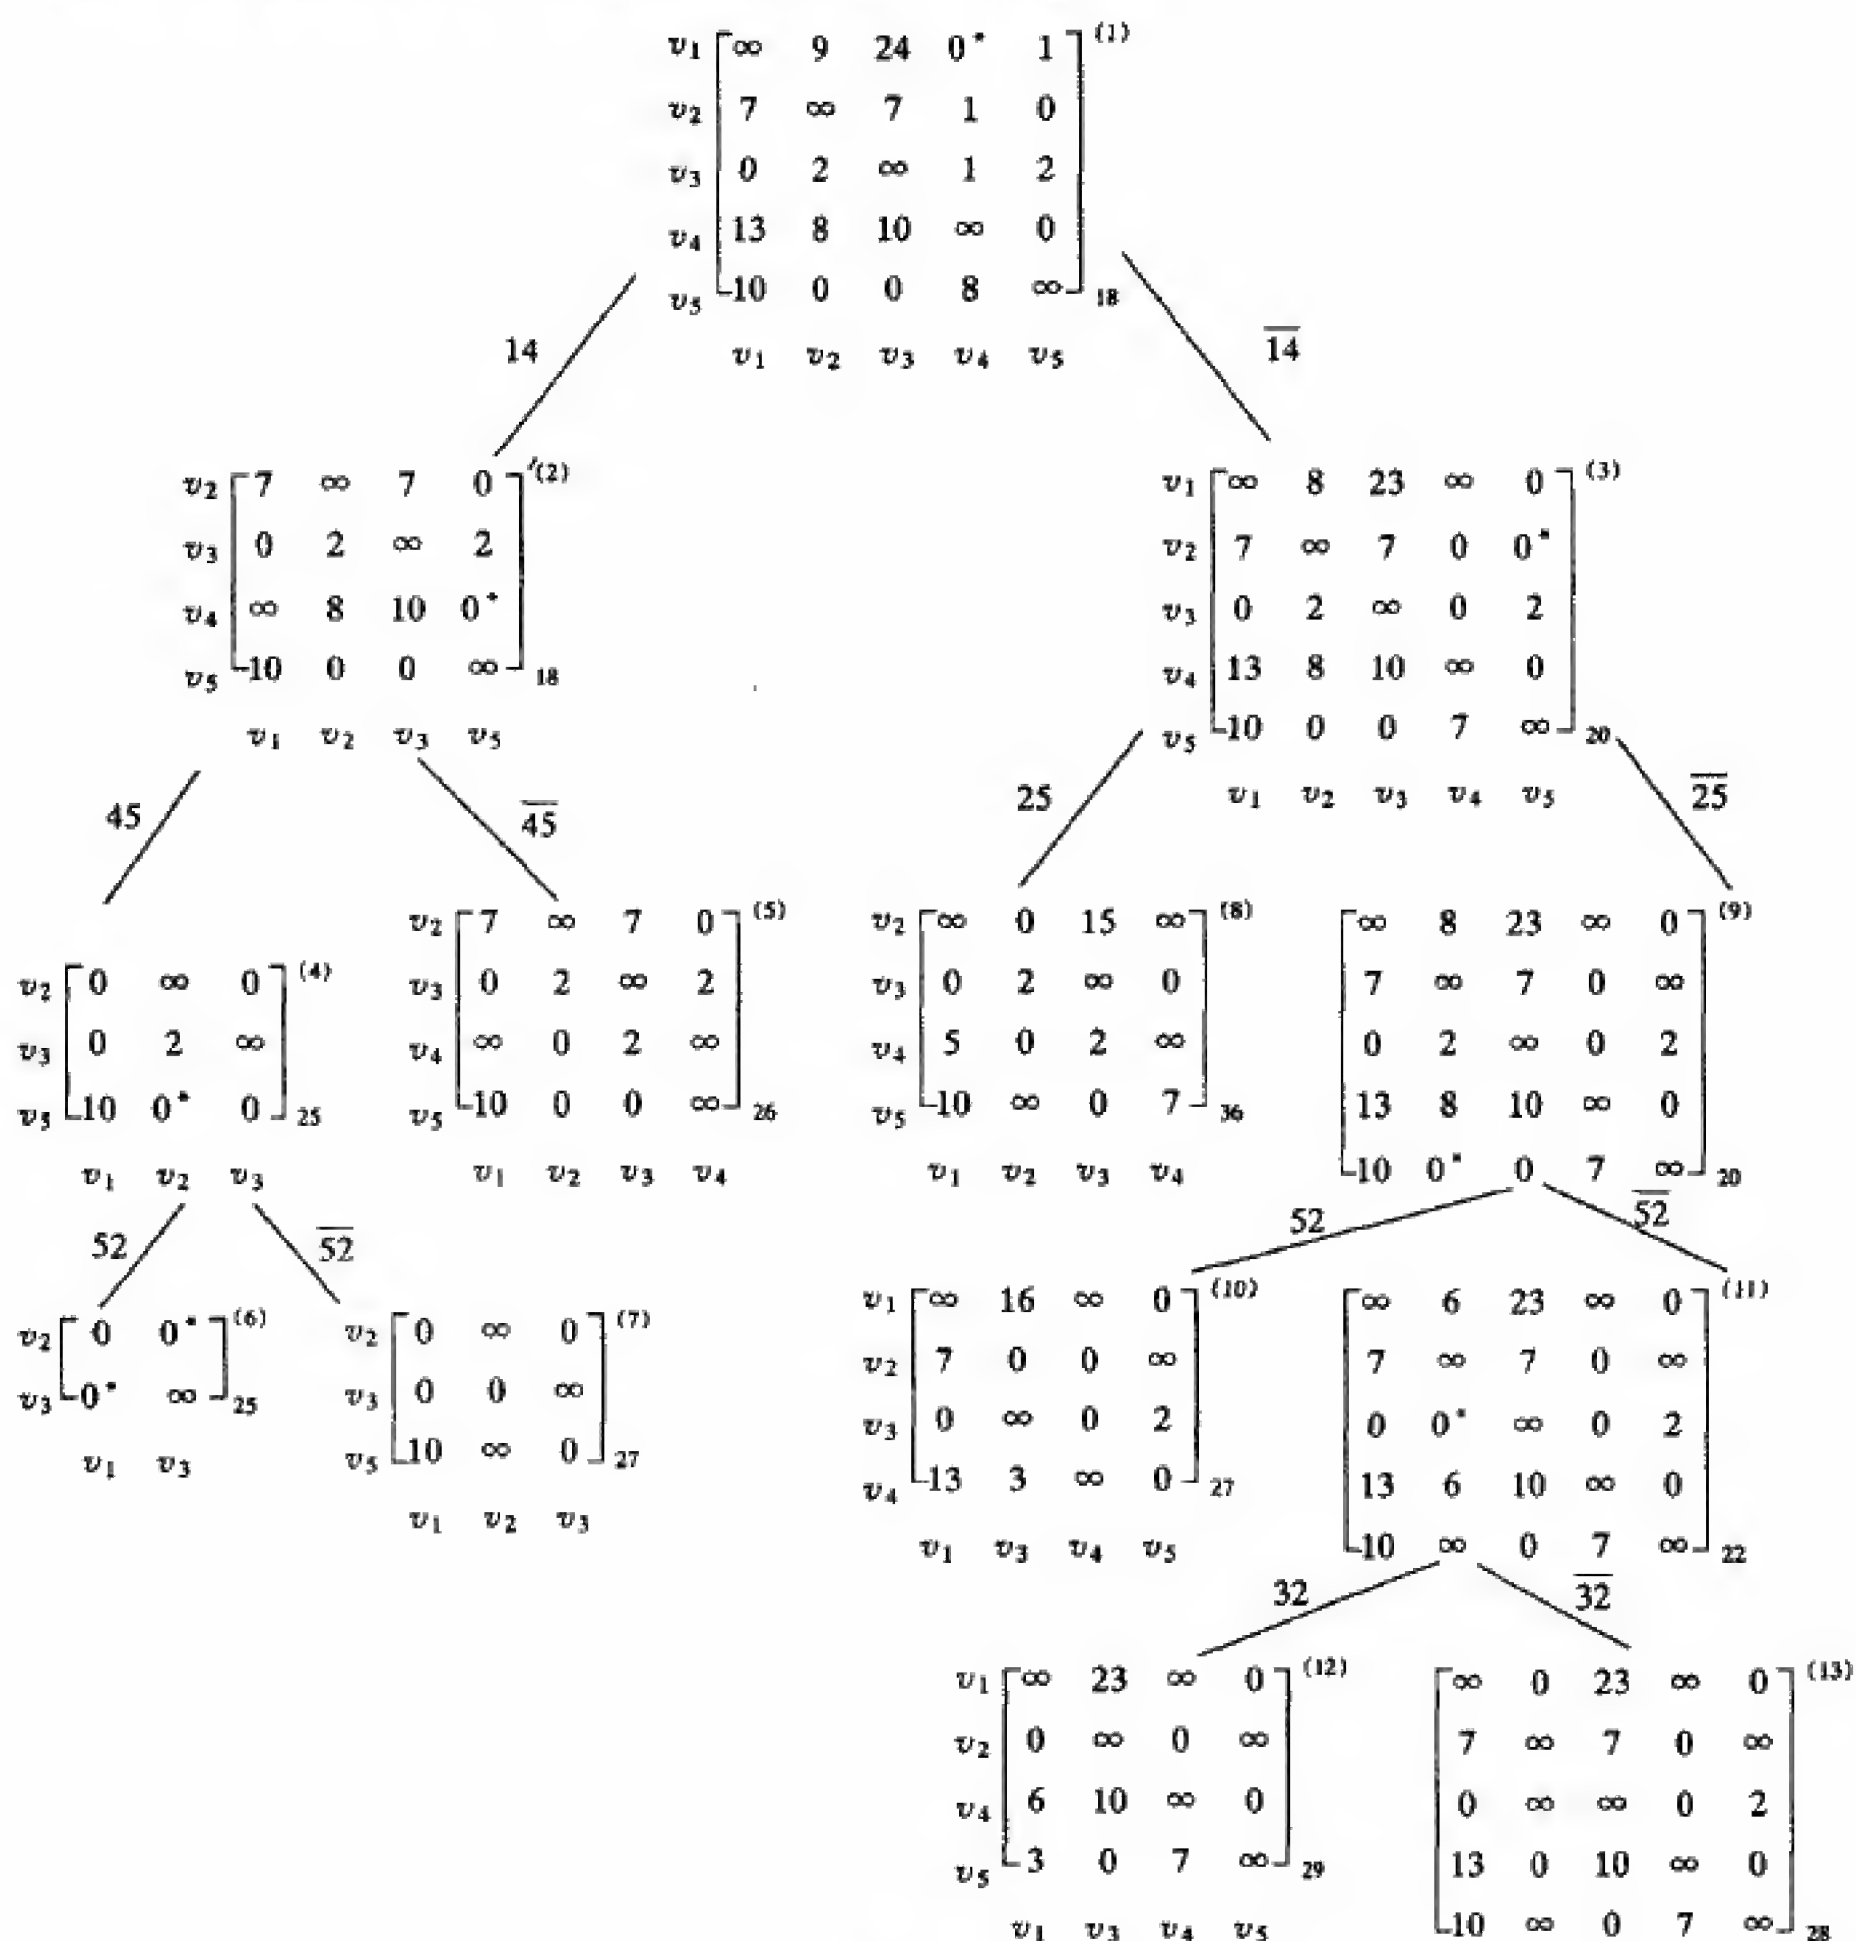 v1 ∞ 9 24 0* 1 (1)
v2 7 ∞ 7 1 0
v3 0 2 ∞ 1 2
v4 13 8 10 ∞ 0
v5 10 0 0 8 ∞ 18
v1 v2 v3 v4 v5
14
1̅4̅
v2 7 ∞ 7 0 (2)
v3 0 2 ∞ 2
v4 ∞ 8 10 0*
v5 10 0 0 ∞ 18
v1 v2 v3 v5
v1 ∞ 8 23 ∞ 0 (3)
v2 7 ∞ 7 0 0*
v3 0 2 ∞ 0 2
v4 13 8 10 ∞ 0
v5 10 0 0 7 ∞ 20
v1 v2 v3 v4 v5
45
4̅5̅
25
2̅5̅
v2 0 ∞ 0 (4)
v3 0 2 ∞
v5 10 0* 0 25
v1 v2 v3
v2 7 ∞ 7 0 (5)
v3 0 2 ∞ 2
v4 ∞ 0 2 ∞
v5 10 0 0 ∞ 26
v1 v2 v3 v4
v2 ∞ 0 15 ∞ (8)
v3 0 2 ∞ 0
v4 5 0 2 ∞
v5 10 ∞ 0 7 36
v1 v2 v3 v4
∞ 8 23 ∞ 0 (9)
7 ∞ 7 0 ∞
0 2 ∞ 0 2
13 8 10 ∞ 0
10 0* 0 7 ∞ 20
52
5̅2̅
52
5̅2̅
v2 0 0* (6)
v3 0* ∞ 25
v1 v3
v2 0 ∞ 0 (7)
v3 0 0 ∞
v5 10 ∞ 0 27
v1 v2 v3
v1 ∞ 16 ∞ 0 (10)
v2 7 0 0 ∞
v3 0 ∞ 0 2
v4 13 3 ∞ 0 27
v1 v3 v4 v5
∞ 6 23 ∞ 0 (11)
7 ∞ 7 0 ∞
0 0* ∞ 0 2
13 6 10 ∞ 0
10 ∞ 0 7 ∞ 22
32
3̅2̅
v1 ∞ 23 ∞ 0 (12)
v2 0 ∞ 0 ∞
v4 6 10 ∞ 0
v5 3 0 7 ∞ 29
v1 v3 v4 v5
∞ 0 23 ∞ 0 (13)
7 ∞ 7 0 ∞
0 ∞ ∞ 0 2
13 0 10 ∞ 0
10 ∞ 0 7 ∞ 28